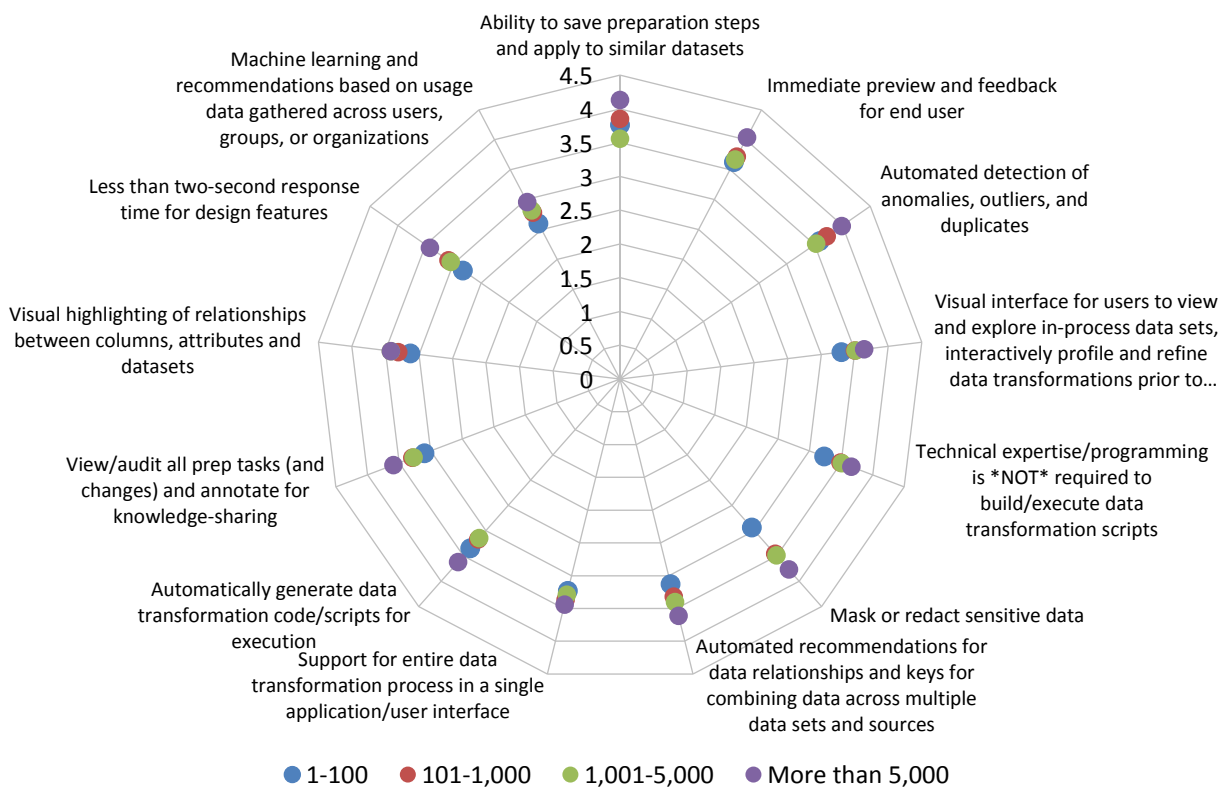 Ability to save preparation steps
and apply to similar datasets
Immediate preview and feedback
for end user
Automated detection of
anomalies, outliers, and
duplicates
Visual interface for users to view
and explore in-process data sets,
interactively profile and refine
data transformations prior to…
Technical expertise/programming
is *NOT* required to
build/execute data
transformation scripts
Mask or redact sensitive data
Automated recommendations for
data relationships and keys for
combining data across multiple
data sets and sources
Support for entire data
transformation process in a single
application/user interface
Automatically generate data
transformation code/scripts for
execution
View/audit all prep tasks (and
changes) and annotate for
knowledge-sharing
Visual highlighting of relationships
between columns, attributes and
datasets
Less than two-second response
time for design features
Machine learning and
recommendations based on usage
data gathered across users,
groups, or organizations
4.5
4
3.5
3
2.5
2
1.5
1
0.5
0
1-100
101-1,000
1,001-5,000
More than 5,000